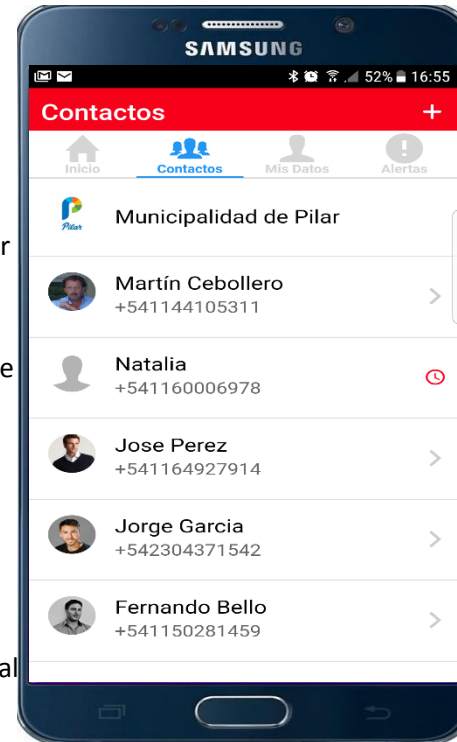 SAMSUNG
52% 16:55
Contactos +
Inicio Contactos Mis Datos Alertas
Pilar
Municipalidad de Pilar
r
Martín Cebollero
+541144105311
e
Natalia
+541160006978
Jose Perez
+541164927914
Jorge Garcia
+542304371542
Fernando Bello
+541150281459
al